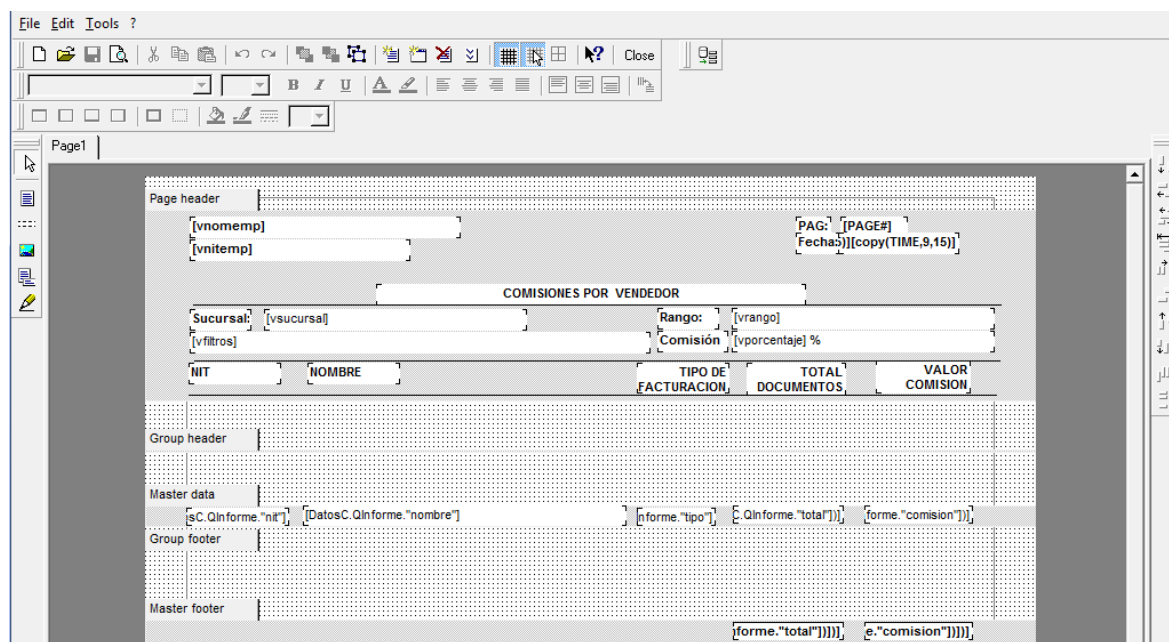 File Edit Tools ?
Close
B I U A
Page1
Page header
[vnomemp]
PAG: [PAGE#]
[vnitemp]
Fecha:)][copy(TIME,9,15)]
COMISIONES POR VENDEDOR
Sucursal: [vsucursal]
Rango: [vrango]
[vfiltros]
Comisión [vporcentaje] %
NIT NOMBRE TIPO DE TOTAL VALOR
FACTURACION DOCUMENTOS COMISION
Group header
Master data
sC.QInforme."nit"] [DatosC.QInforme."nombre"] nforme."tipo"] C.QInforme."total"])] forme."comision"])]
Group footer
Master footer
forme."total"])])] e."comision"])])]